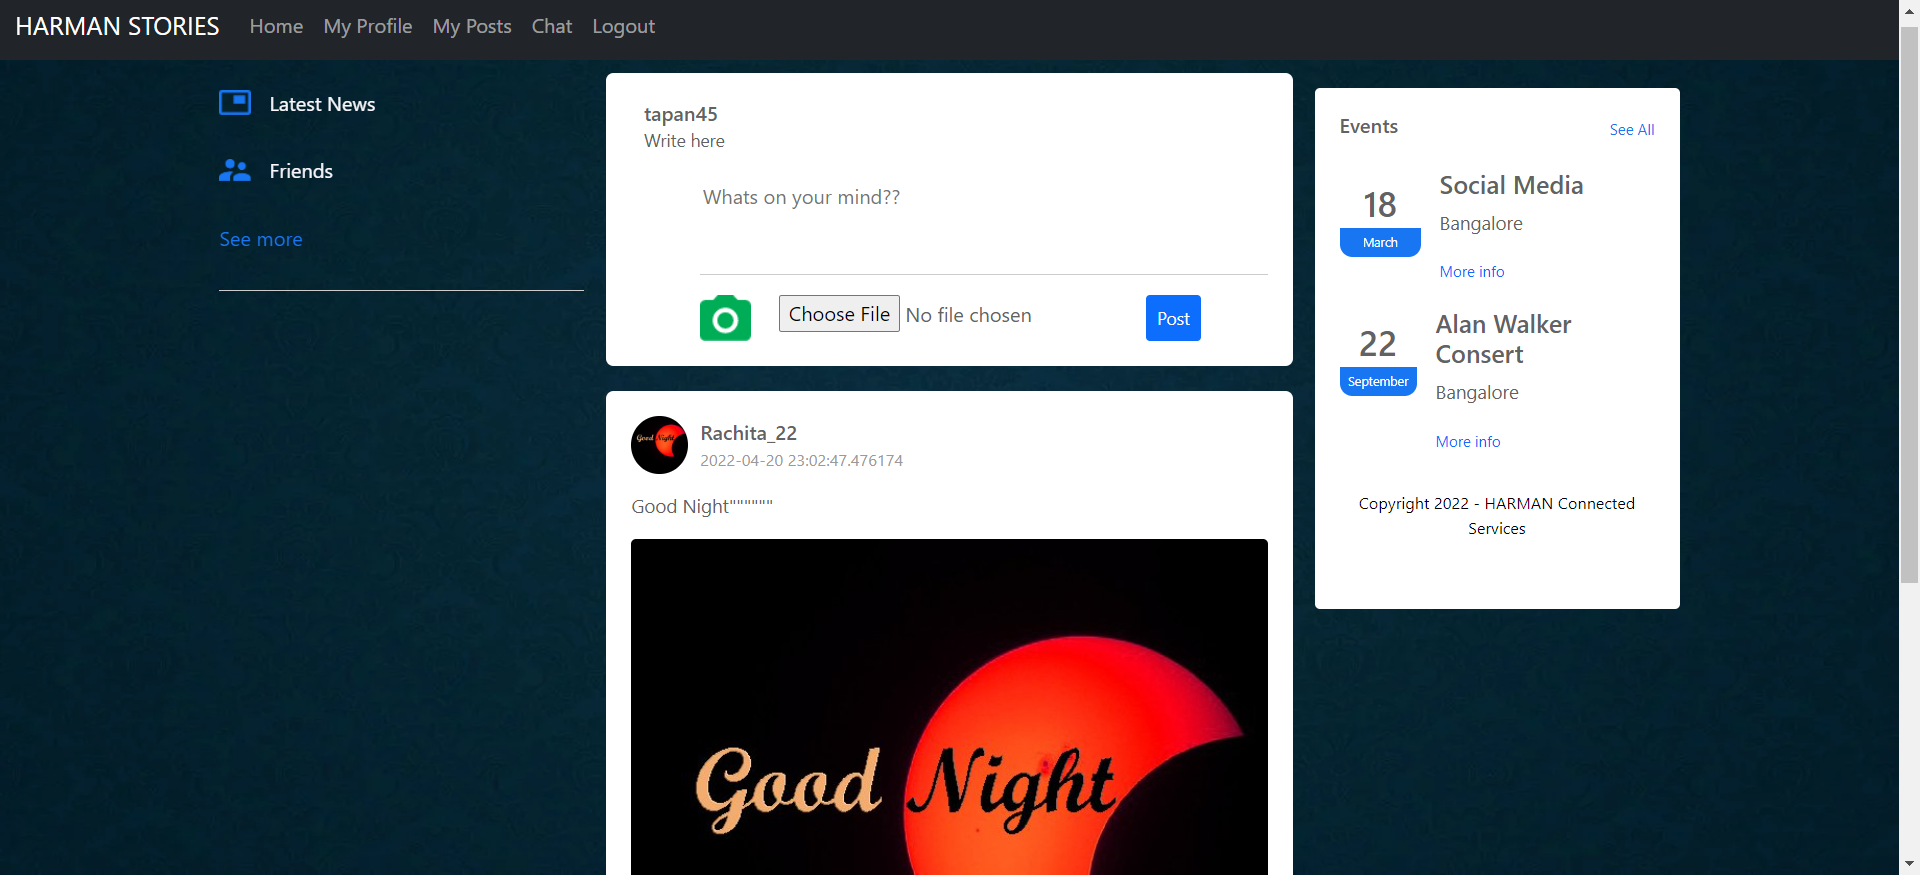 HARMAN STORIES Home My Profile My Posts Chat Logout
Latest News
Friends
See more
tapan45
Write here
Whats on your mind??
Choose File No file chosen
Post
Rachita_22
2022-04-20 23:02:47.476174
Good Night""""""
Good Night
Good Night
Events
See All
18
March
Social Media
Bangalore
More info
22
September
Alan Walker
Consert
Bangalore
More info
Copyright 2022 - HARMAN Connected
Services